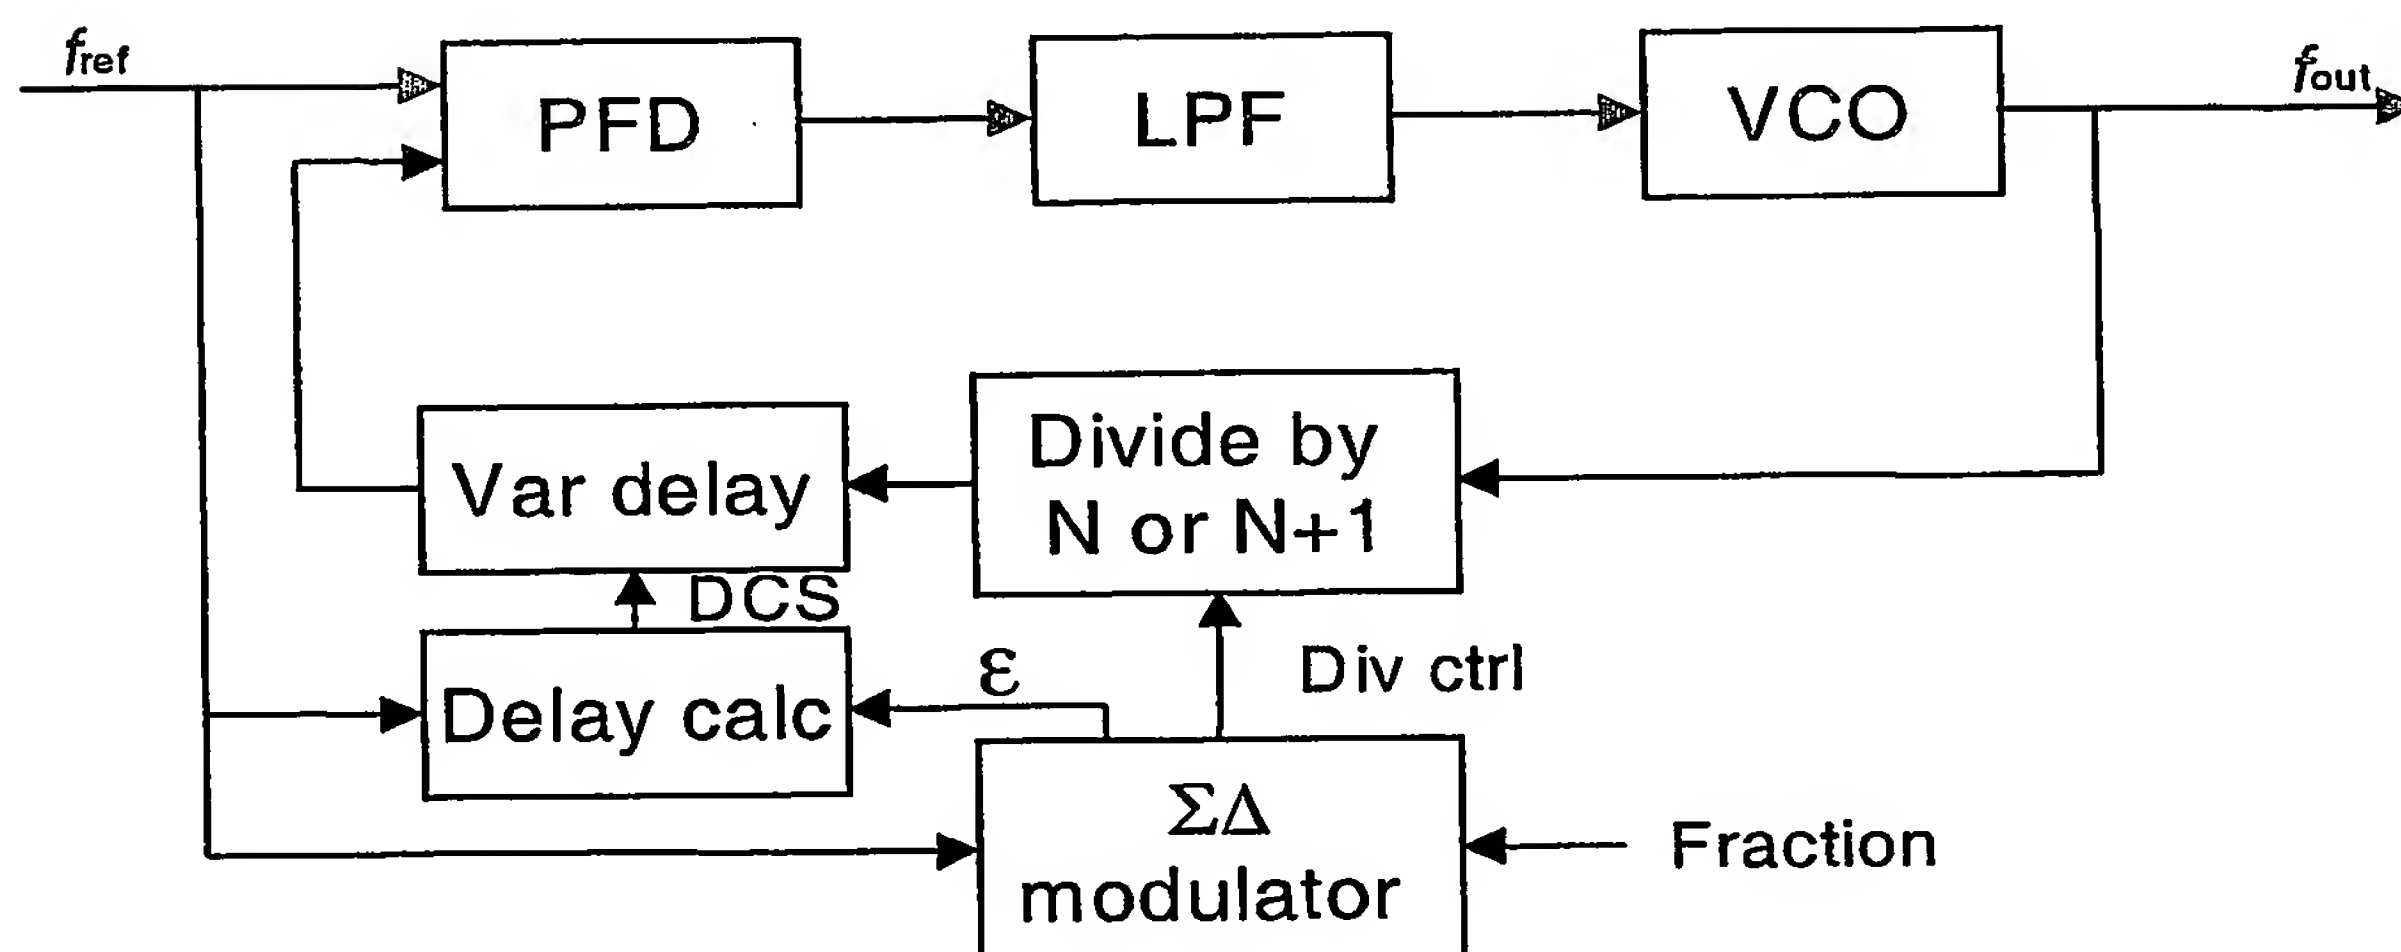 fref
PFD
LPF
VCO
fout
Var delay
Divide by
N or N+1
DCS
Delay calc
ε
Div ctrl
ΣΔ
modulator
Fraction